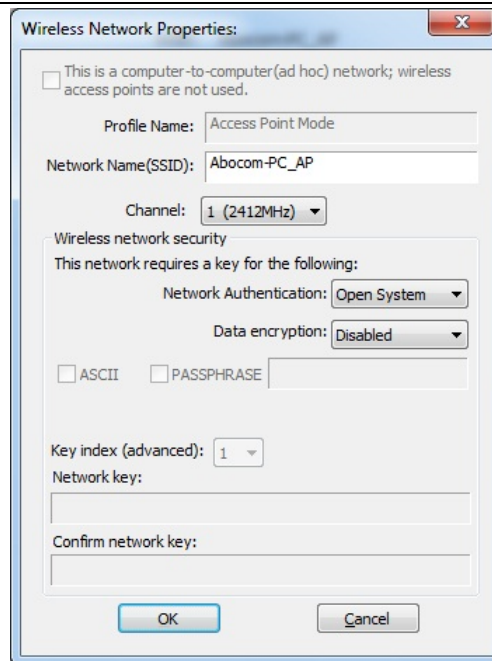 Wireless Network Properties:
This is a computer-to-computer(ad hoc) network; wireless
access points are not used.
Profile Name: Access Point Mode
Network Name(SSID): Abocom-PC_AP
Channel: 1 (2412MHz)
Wireless network security
This network requires a key for the following:
Network Authentication: Open System
Data encryption: Disabled
ASCII PASSPHRASE
Key index (advanced): 1
Network key:
Confirm network key:
OK Cancel